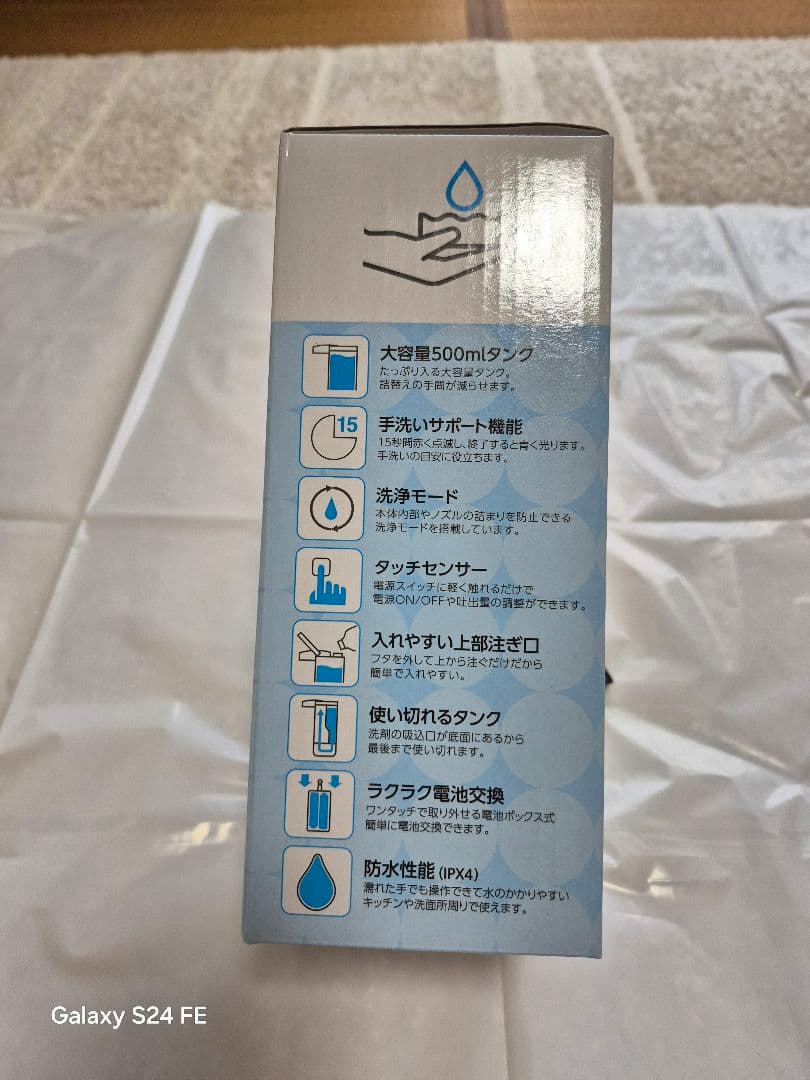 大容量500mlタンク
たっぷり入る大容量タンク。
詰替えの手間が減らせます。
15
手洗いサポート機能
15秒間赤く点滅し、終了すると青く光ります。
手洗いの目安に役立ちます。
洗浄モード
本体内部やノズルの詰まりを防止できる
洗浄モードを搭載しています。
タッチセンサー
電源スイッチに軽く触れるだけで
電源ON/OFFや吐出量の調整ができます。
入れやすい上部注ぎ口
フタを外して上から注ぐだけだから
簡単で入れやすい。
使い切れるタンク
洗剤の吸込口が底面にあるから
最後まで使い切れます。
ラクラク電池交換
ワンタッチで取り外せる電池ボックス式
簡単に電池交換できます。
防水性能(IPX4)
濡れた手でも操作できて水のかかりやすい
キッチンや洗面所周りで使えます。
Galaxy S24 FE